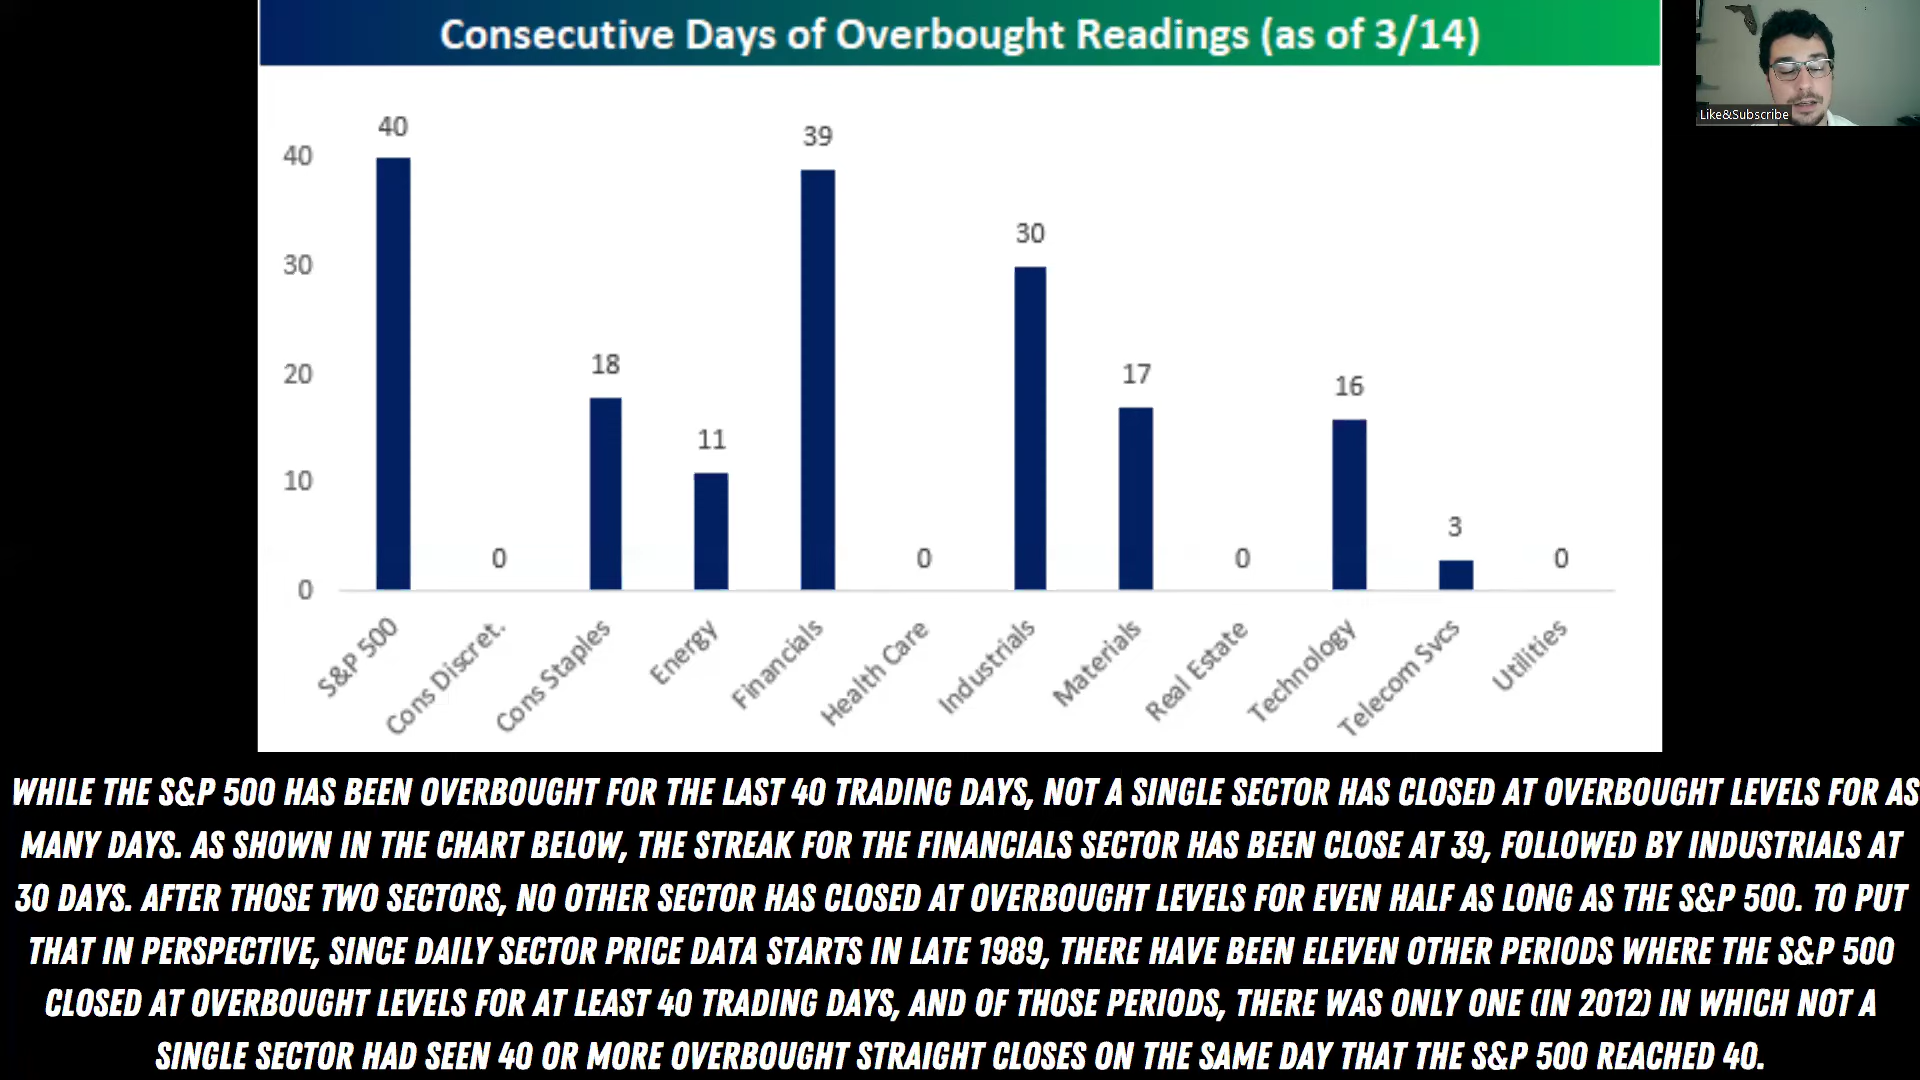 Consecutive Days of Overbought Readings (as of 3/14)
Like&Subscribe
40
39
40
30
30
18
20
17
16
11
10
3
0
0
0
0
0
S&P 500
Cons Discret.
Cons Staples
Energy
Financials
Health Care
Industrials
Materials
Real Estate
Technology
Telecom Svcs
Utilities
WHILE THE S&P 500 HAS BEEN OVERBOUGHT FOR THE LAST 40 TRADING DAYS, NOT A SINGLE SECTOR HAS CLOSED AT OVERBOUGHT LEVELS FOR AS
MANY DAYS. AS SHOWN IN THE CHART BELOW, THE STREAK FOR THE FINANCIALS SECTOR HAS BEEN CLOSE AT 39, FOLLOWED BY INDUSTRIALS AT
30 DAYS. AFTER THOSE TWO SECTORS, NO OTHER SECTOR HAS CLOSED AT OVERBOUGHT LEVELS FOR EVEN HALF AS LONG AS THE S&P 500. TO PUT
THAT IN PERSPECTIVE, SINCE DAILY SECTOR PRICE DATA STARTS IN LATE 1989, THERE HAVE BEEN ELEVEN OTHER PERIODS WHERE THE S&P 500
CLOSED AT OVERBOUGHT LEVELS FOR AT LEAST 40 TRADING DAYS, AND OF THOSE PERIODS, THERE WAS ONLY ONE (IN 2012) IN WHICH NOT A
SINGLE SECTOR HAD SEEN 40 OR MORE OVERBOUGHT STRAIGHT CLOSES ON THE SAME DAY THAT THE S&P 500 REACHED 40.